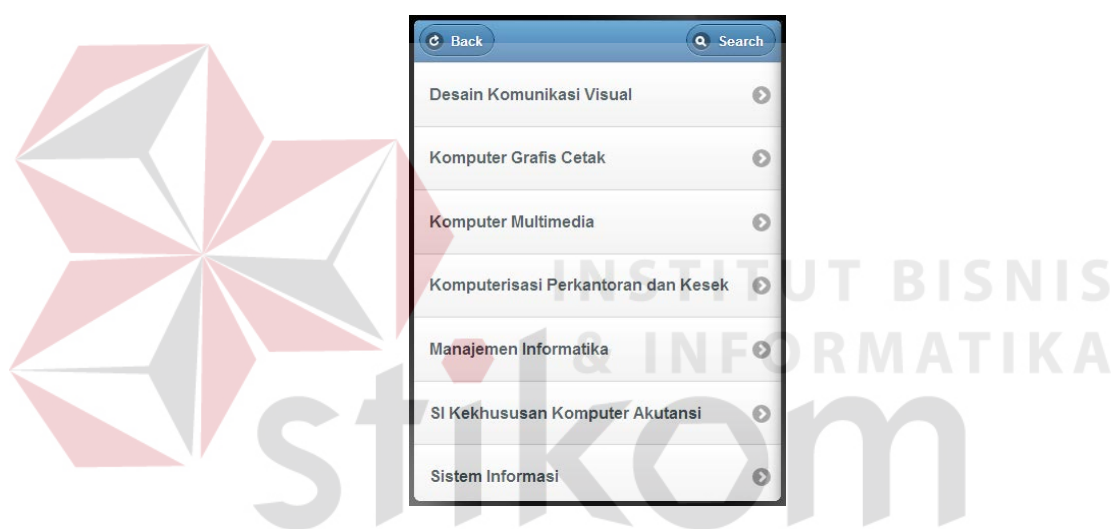 Back
Search
Desain Komunikasi Visual
Komputer Grafis Cetak
Komputer Multimedia
Komputerisasi Perkantoran dan Kesek
Manajemen Informatika
SI Kekhususan Komputer Akutansi
Sistem Informasi
INSTITUT BISNIS
& INFORMATIKA
stikom